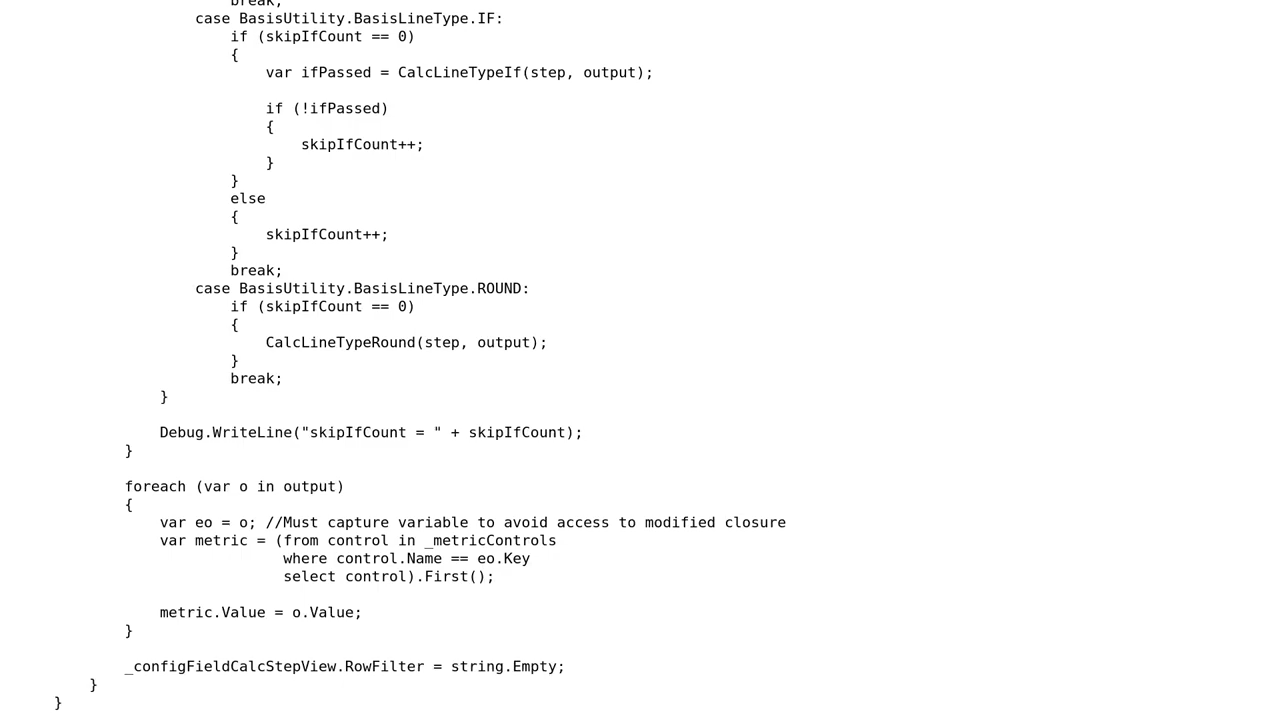 break;
                case BasisUtility.BasisLineType.IF:
                    if (skipIfCount == 0)
                    {
                        var ifPassed = CalcLineTypeIf(step, output);

                        if (!ifPassed)
                        {
                            skipIfCount++;
                        }
                    }
                    else
                    {
                        skipIfCount++;
                    }
                    break;
                case BasisUtility.BasisLineType.ROUND:
                    if (skipIfCount == 0)
                    {
                        CalcLineTypeRound(step, output);
                    }
                    break;
            }

            Debug.WriteLine("skipIfCount = " + skipIfCount);
        }

        foreach (var o in output)
        {
            var eo = o; //Must capture variable to avoid access to modified closure
            var metric = (from control in _metricControls
                          where control.Name == eo.Key
                          select control).First();

            metric.Value = o.Value;
        }

        _configFieldCalcStepView.RowFilter = string.Empty;
    }
}